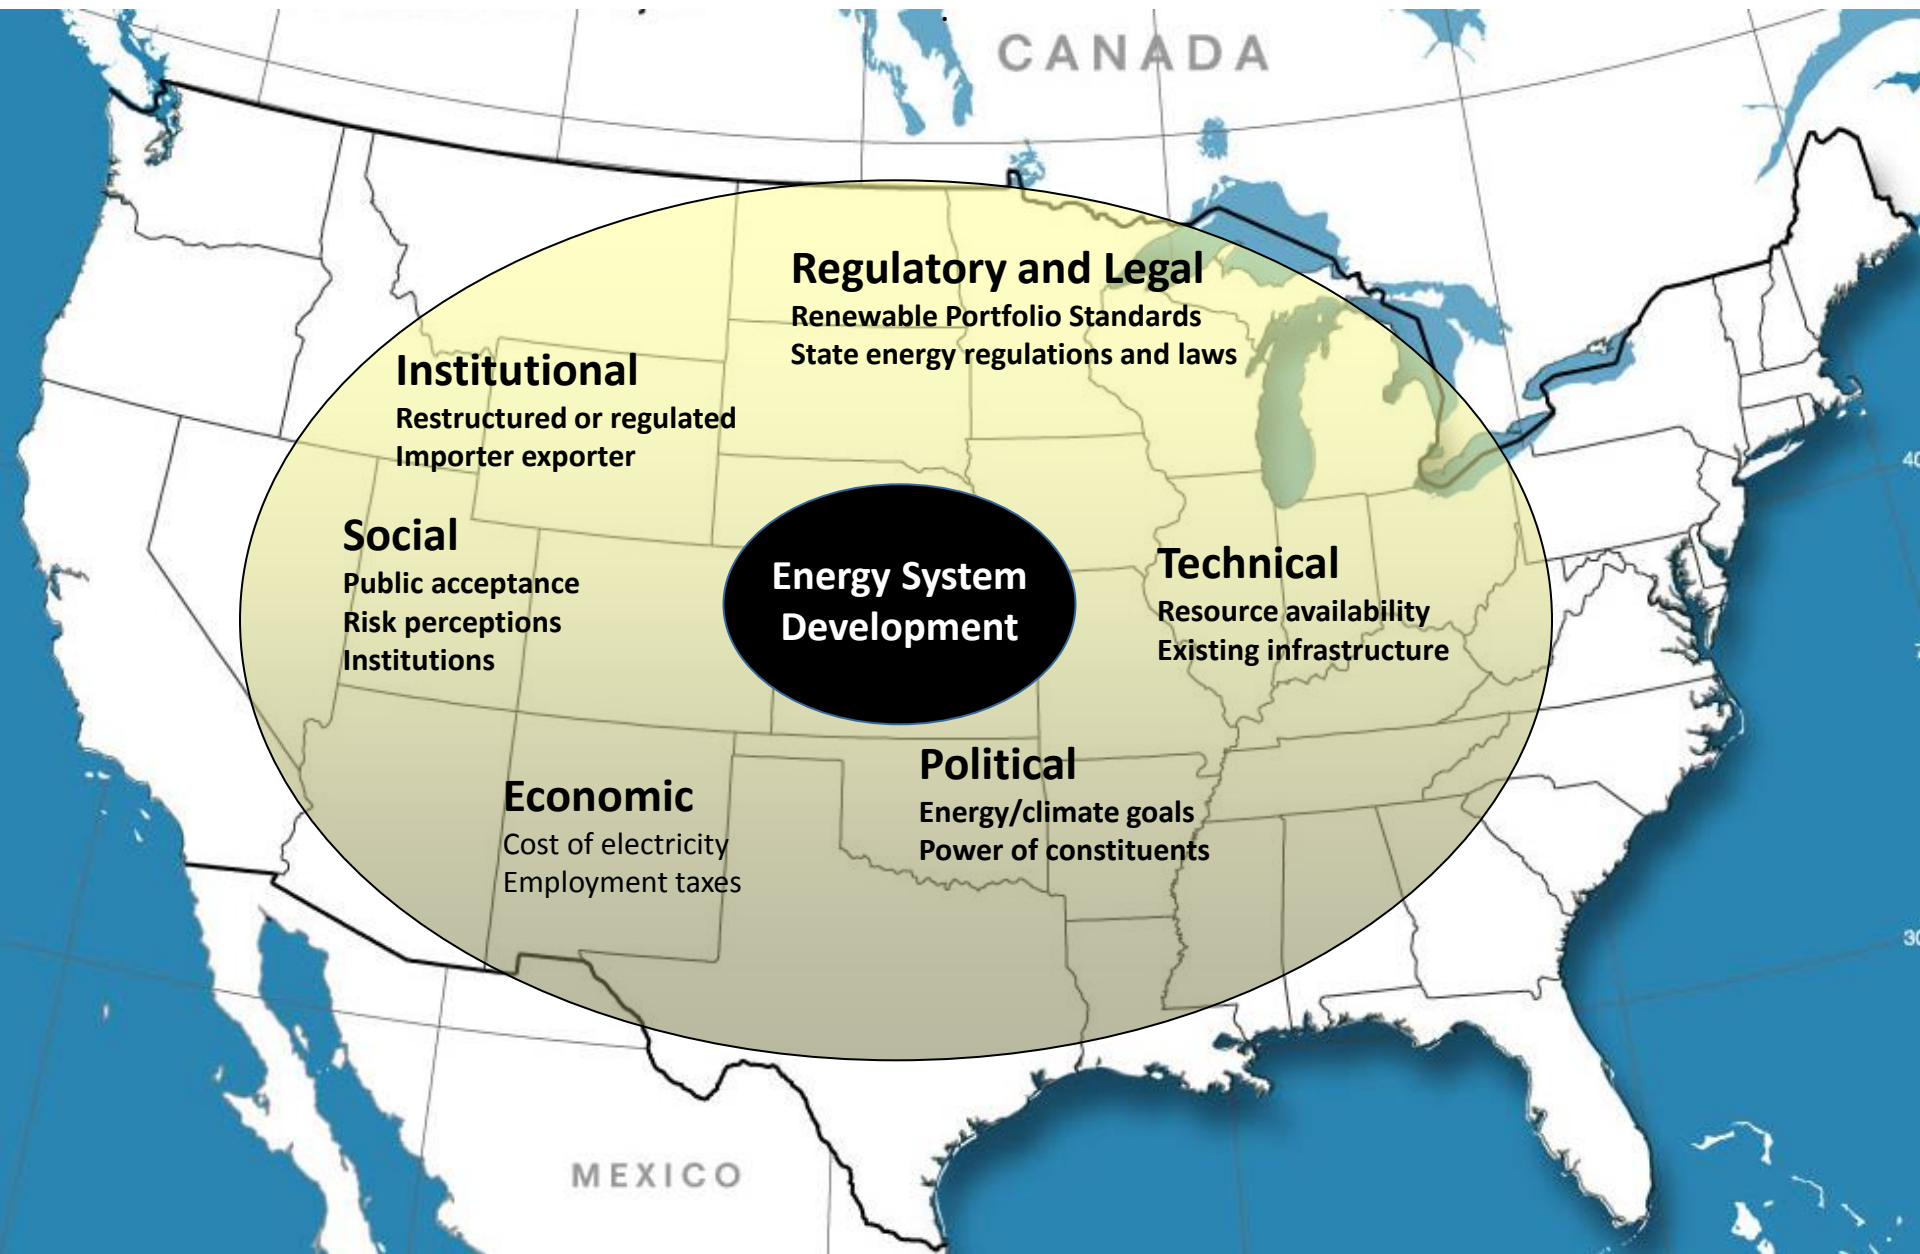 CANADA
Regulatory and Legal
Renewable Portfolio Standards
State energy regulations and laws
Institutional
Restructured or regulated
Importer exporter
Social
Public acceptance
Risk perceptions
Institutions
Energy System
Development
Technical
Resource availability
Existing infrastructure
Political
Energy/climate goals
Power of constituents
Economic
Cost of electricity
Employment taxes
MEXICO